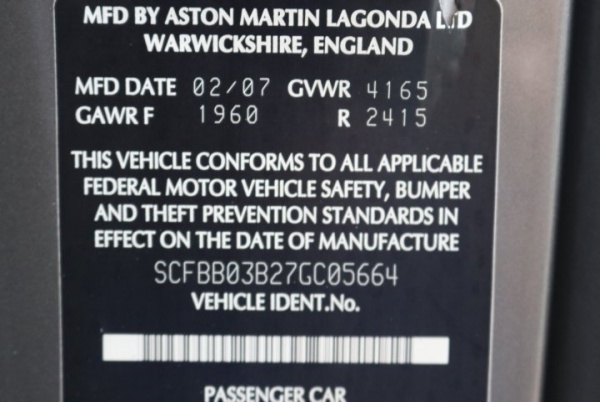 MFD BY ASTON MARTIN LAGONDA LTD
WARWICKSHIRE, ENGLAND
MFD DATE 02/07 GVWR 4165
GAWR F 1960 R 2415
THIS VEHICLE CONFORMS TO ALL APPLICABLE
FEDERAL MOTOR VEHICLE SAFETY, BUMPER
AND THEFT PREVENTION STANDARDS IN
EFFECT ON THE DATE OF MANUFACTURE
SCFBB03B27GC05664
VEHICLE IDENT.No.
PASSENGER CAR